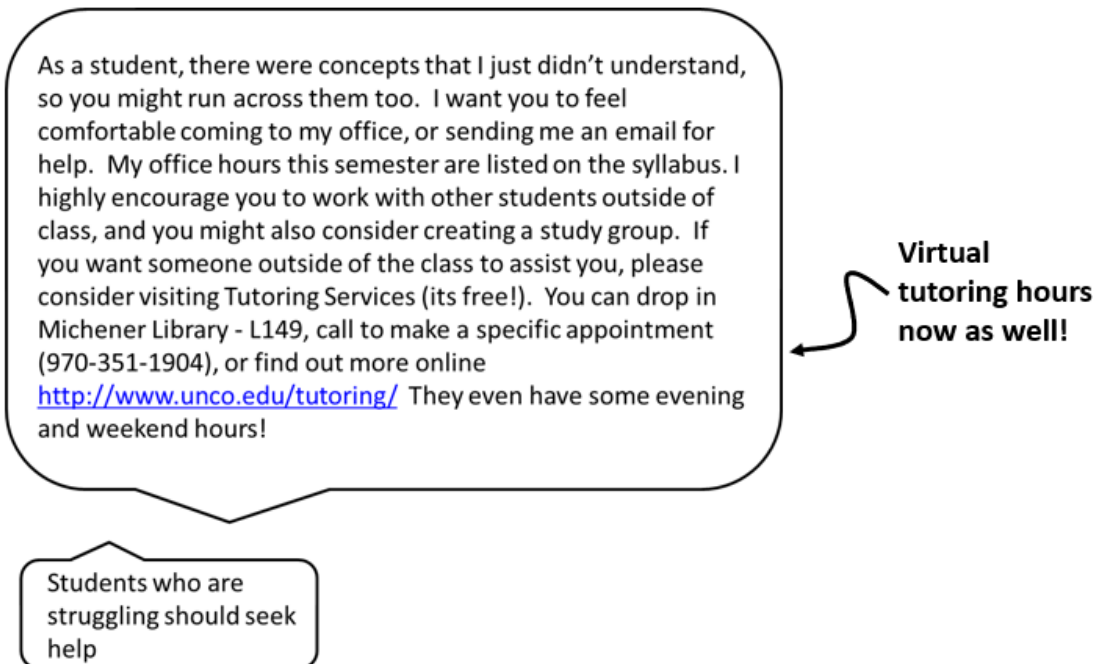 As a student, there were concepts that I just didn’t understand,
so you might run across them too.  I want you to feel
comfortable coming to my office, or sending me an email for
help.  My office hours this semester are listed on the syllabus. I
highly encourage you to work with other students outside of
class, and you might also consider creating a study group.  If
you want someone outside of the class to assist you, please
consider visiting Tutoring Services (its free!).  You can drop in
Michener Library - L149, call to make a specific appointment
(970-351-1904), or find out more online
http://www.unco.edu/tutoring/  They even have some evening
and weekend hours!
Virtual
tutoring hours
now as well!
Students who are
struggling should seek
help